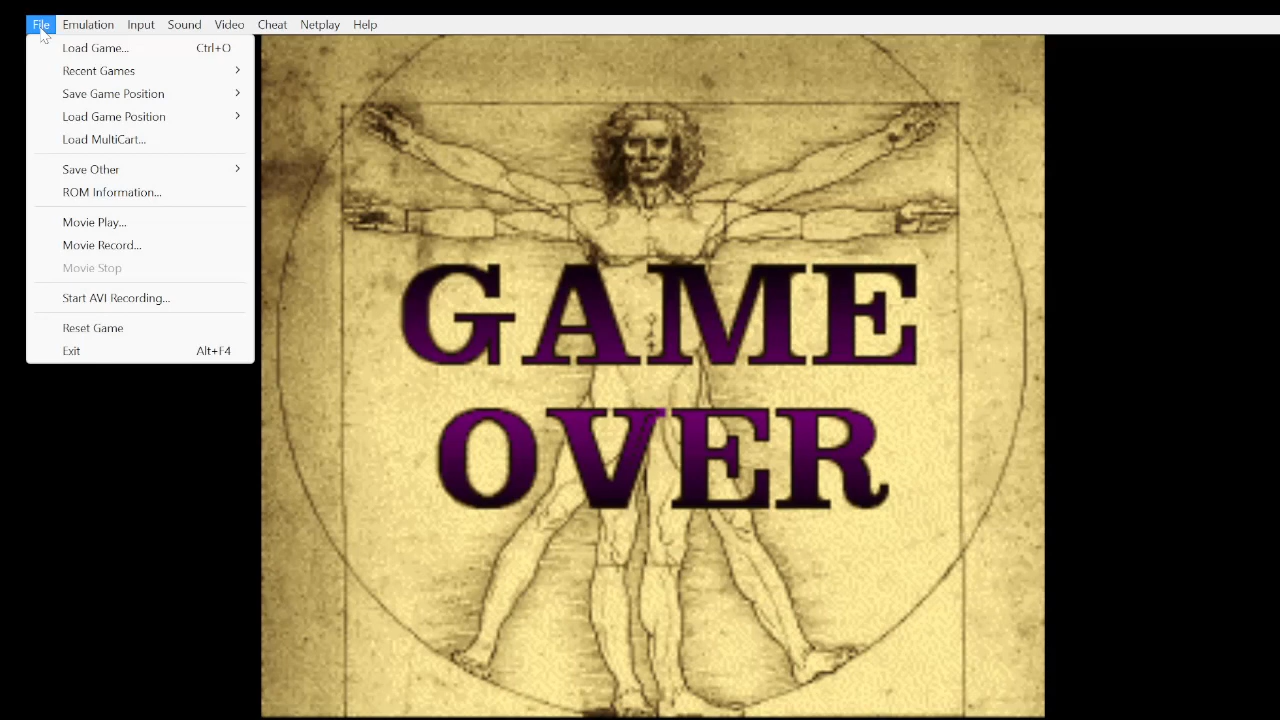 File Emulation Input Sound Video Cheat Netplay Help
Load Game... Ctrl+O
Recent Games
Save Game Position
Load Game Position
Load MultiCart...
Save Other
ROM Information...
Movie Play...
Movie Record...
Movie Stop
Start AVI Recording...
Reset Game
Exit Alt+F4
GAME
OVER